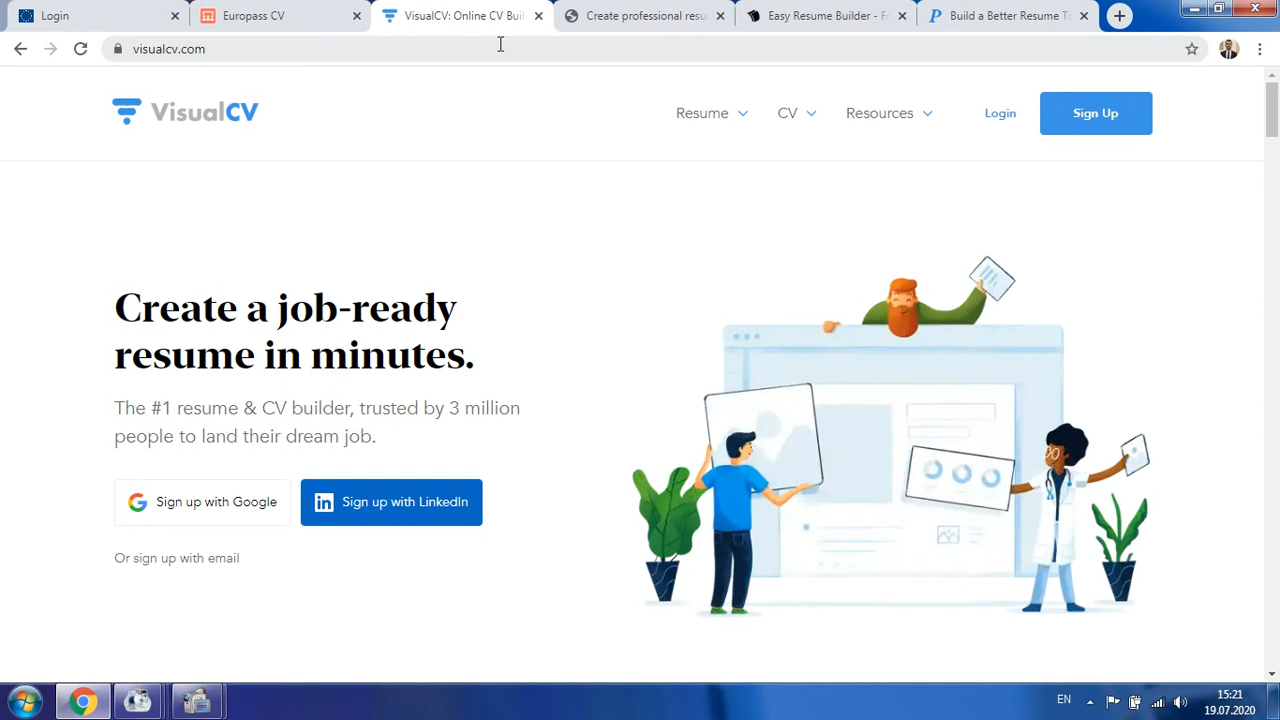 Login
Europass CV
VisualCV: Online CV Buil
Create professional resu
Easy Resume Builder - Fr
Build a Better Resume To
visualcv.com
VisualCV
Resume
CV
Resources
Login
Sign Up
Create a job-ready
resume in minutes.
The #1 resume & CV builder, trusted by 3 million
people to land their dream job.
Sign up with Google
Sign up with LinkedIn
Or sign up with email
EN
15:21
19.07.2020